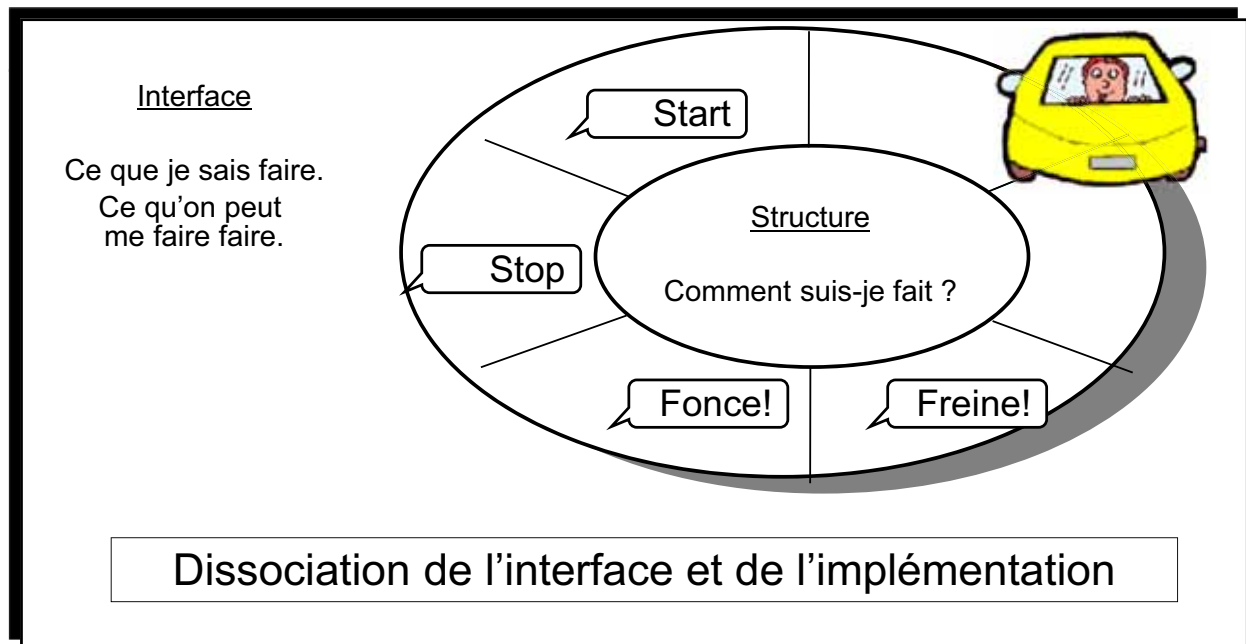 Interface
Ce que je sais faire.
Ce qu’on peut
me faire faire.
Start
Stop
Structure
Comment suis-je fait ?
Fonce!
Freine!
Dissociation de l’interface et de l’implémentation